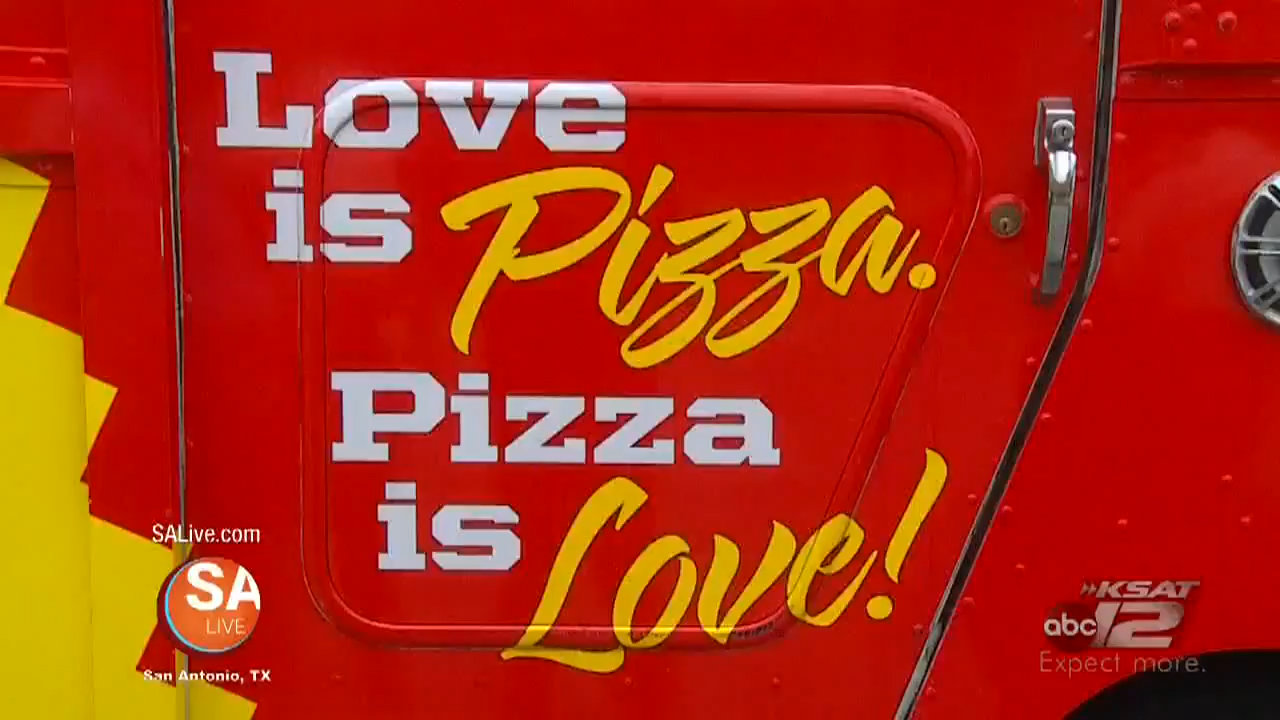 Love
is Pizza.
Pizza
is Love!
SALive.com
SA
LIVE
San Antonio, TX
KSAT
abc 12
Expect more.